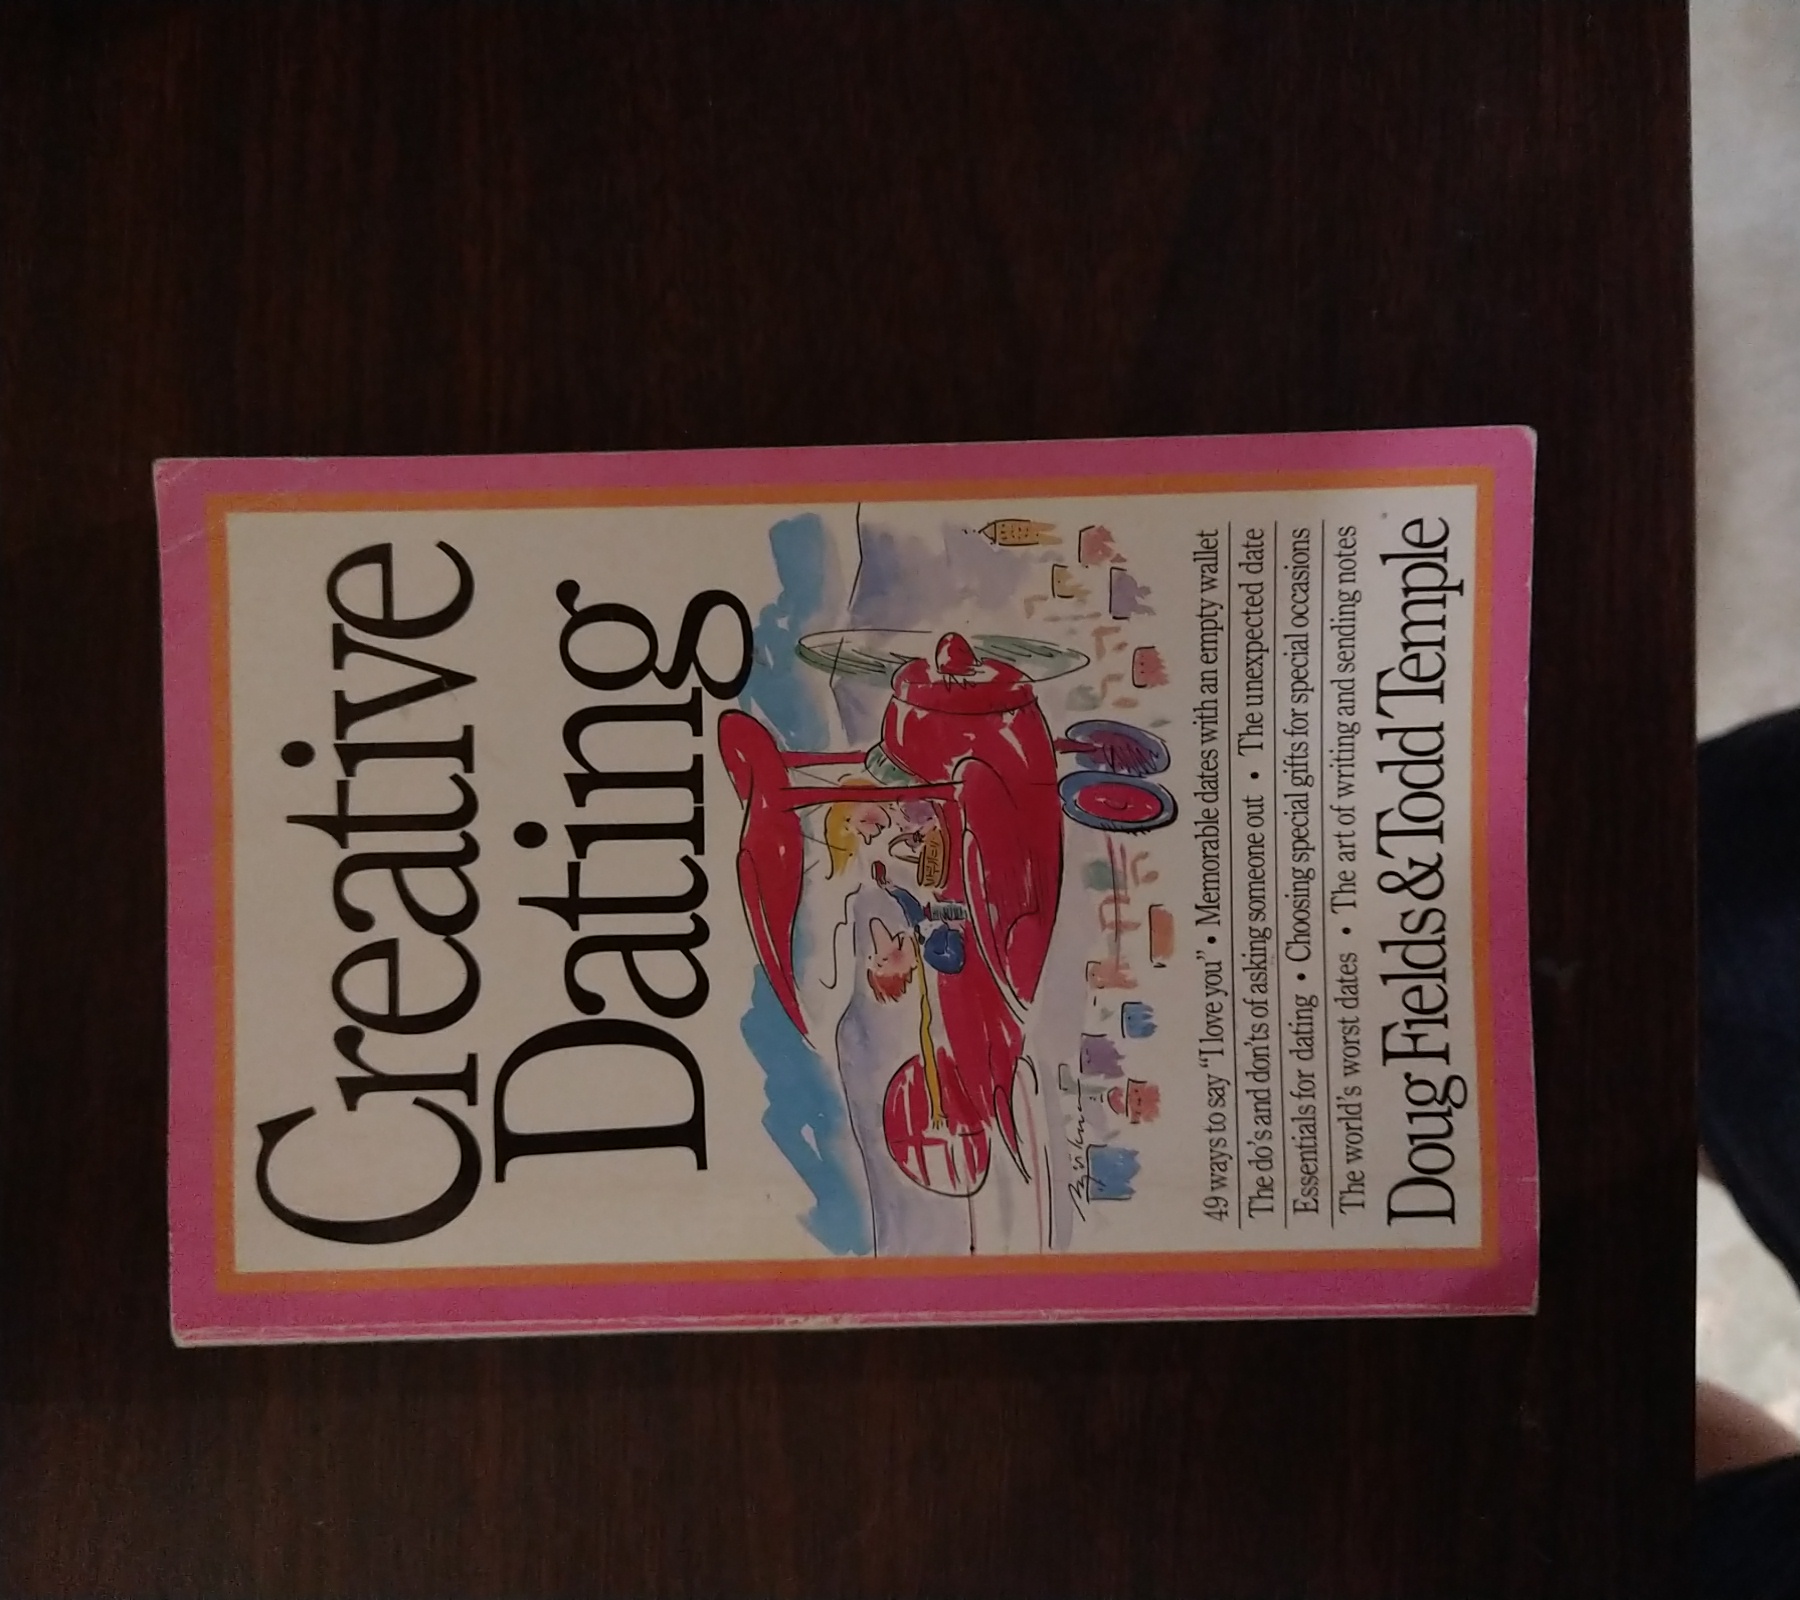 Creative
Dating
49 ways to say "I love you" • Memorable dates with an empty wallet
The do's and don'ts of asking someone out • The unexpected date
Essentials for dating • Choosing special gifts for special occasions
The world's worst dates • The art of writing and sending notes
Doug Fields & Todd Temple